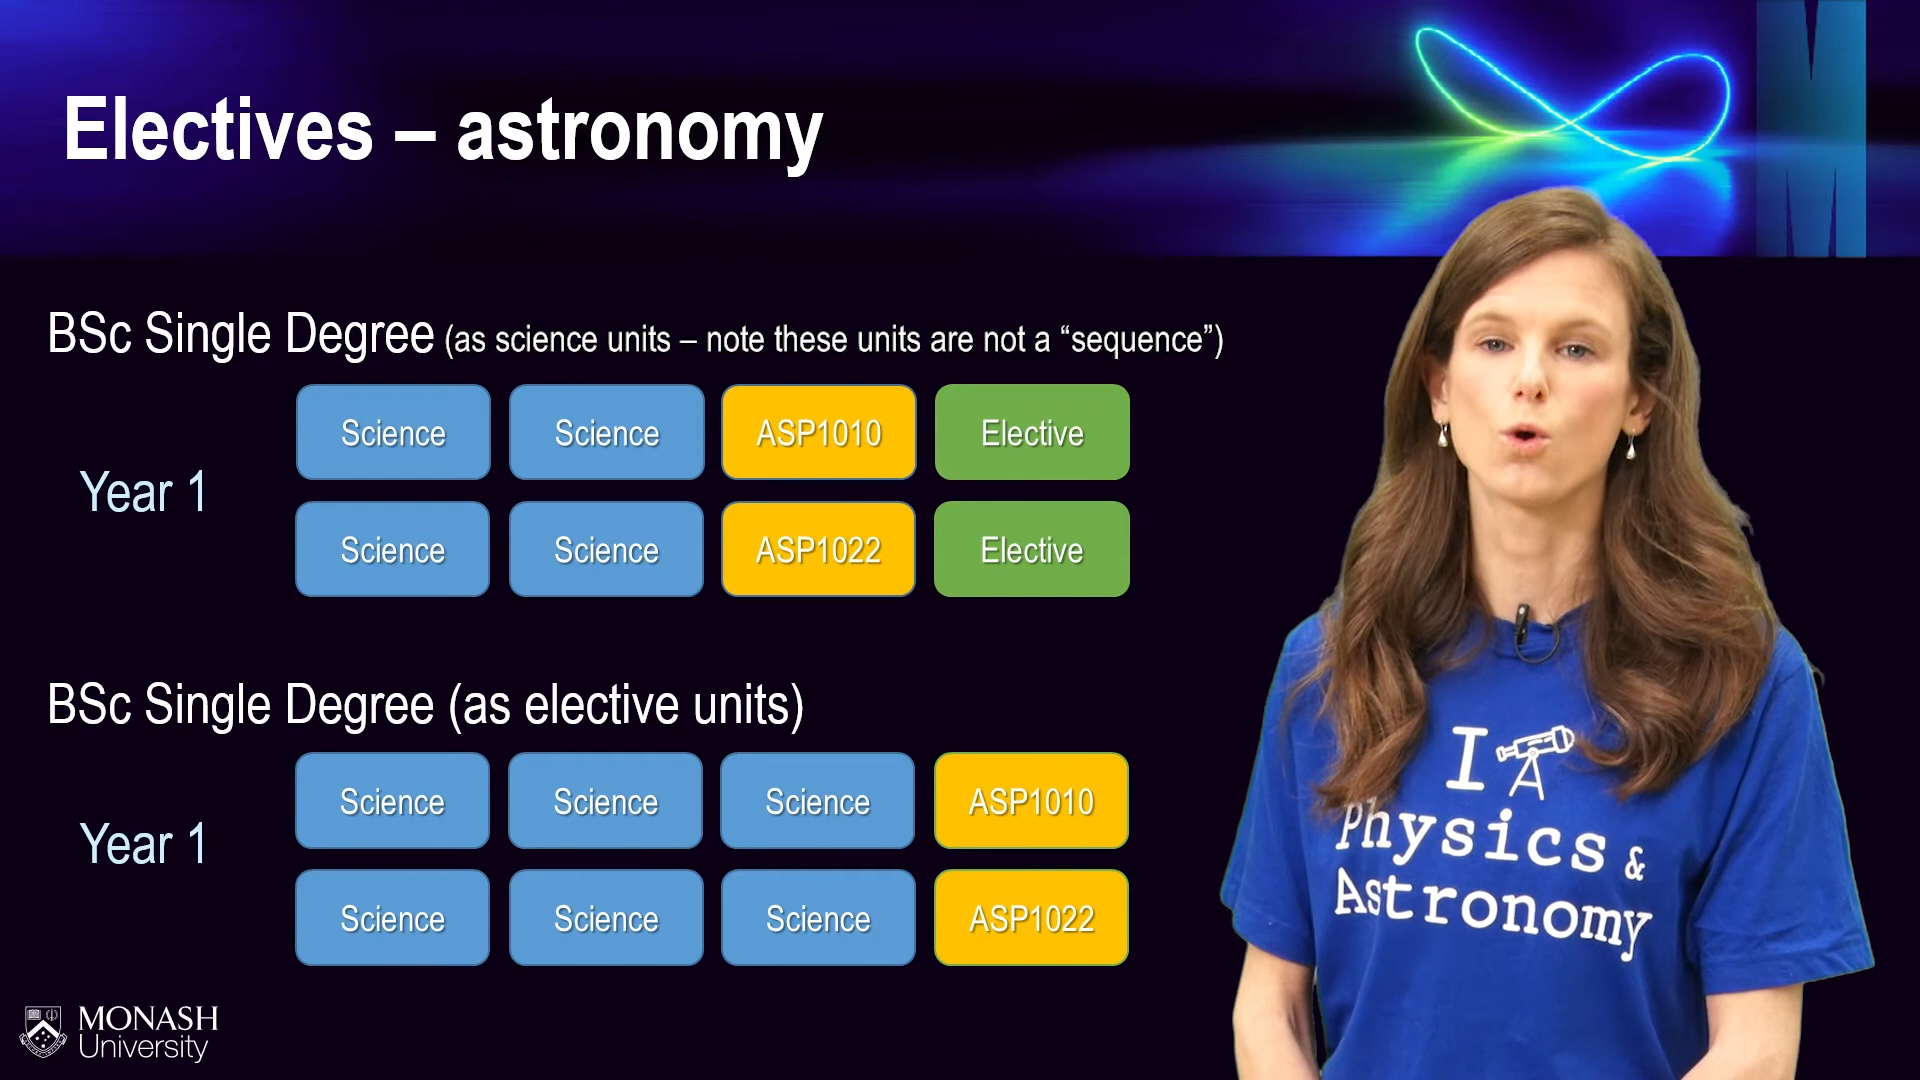 Electives – astronomy
BSc Single Degree (as science units – note these units are not a “sequence”)
Year 1
Science Science ASP1010 Elective
Science Science ASP1022 Elective
BSc Single Degree (as elective units)
Year 1
Science Science Science ASP1010
Science Science Science ASP1022
I
Physics &
Astronomy
MONASH
University
M